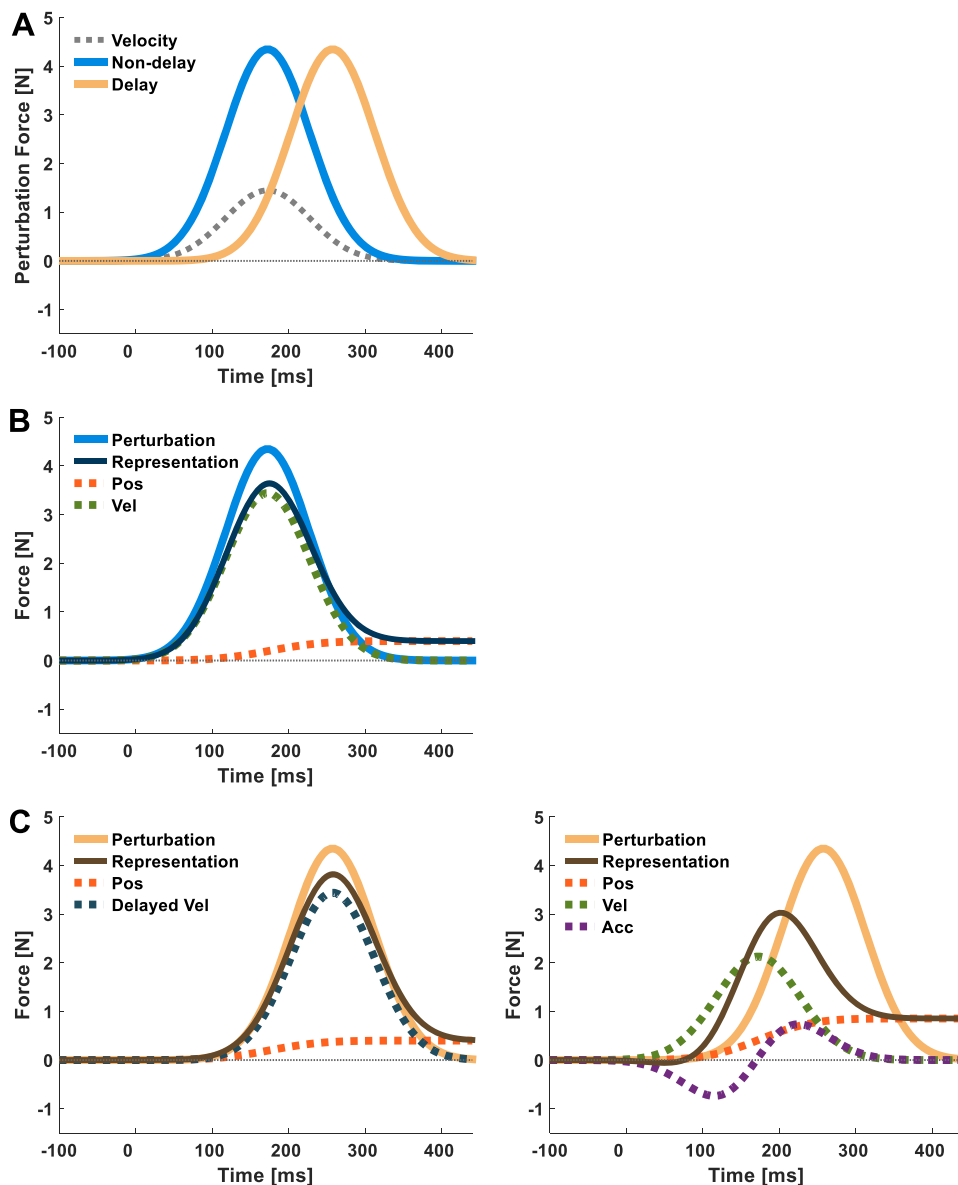 A
Perturbation Force [N]
5
4
3
2
1
0
-1
Velocity
Non-delay
Delay
-100 0 100 200 300 400
Time [ms]
B
Force [N]
5
4
3
2
1
0
-1
Perturbation
Representation
Pos
Vel
-100 0 100 200 300 400
Time [ms]
C
Force [N]
5
4
3
2
1
0
-1
Perturbation
Representation
Pos
Delayed Vel
-100 0 100 200 300 400
Time [ms]
Force [N]
5
4
3
2
1
0
-1
Perturbation
Representation
Pos
Vel
Acc
-100 0 100 200 300 400
Time [ms]